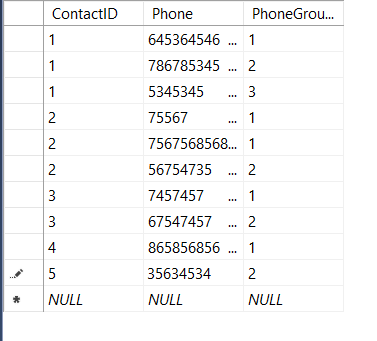 ContactID Phone PhoneGrou...
1 645364546 ... 1
1 786785345 ... 2
1 5345345 ... 3
2 75567 ... 1
2 7567568568... 1
2 56754735 ... 2
3 7457457 ... 1
3 67547457 ... 2
4 865856856 ... 1
5 35634534 2
NULL NULL NULL